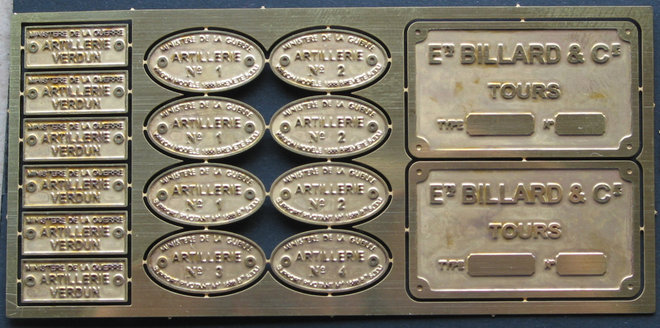 MINISTERE DE LA GUERRE
ARTILLERIE
VERDUN
MINISTERE DE LA GUERRE
ARTILLERIE
VERDUN
MINISTERE DE LA GUERRE
ARTILLERIE
VERDUN
MINISTERE DE LA GUERRE
ARTILLERIE
VERDUN
MINISTERE DE LA GUERRE
ARTILLERIE
VERDUN
MINISTERE DE LA GUERRE
ARTILLERIE
VERDUN
MINISTERE DE LA GUERRE
ARTILLERIE
Nº 1
MINISTERE DE LA GUERRE
ARTILLERIE
Nº 2
MINISTERE DE LA GUERRE
ARTILLERIE
Nº 1
MINISTERE DE LA GUERRE
ARTILLERIE
Nº 2
MINISTERE DE LA GUERRE
ARTILLERIE
Nº 1
MINISTERE DE LA GUERRE
ARTILLERIE
Nº 2
MINISTERE DE LA GUERRE
ARTILLERIE
Nº 3
MINISTERE DE LA GUERRE
ARTILLERIE
Nº 4
Ets BILLARD & Cie
TOURS
TYPE Nº
Ets BILLARD & Cie
TOURS
TYPE Nº